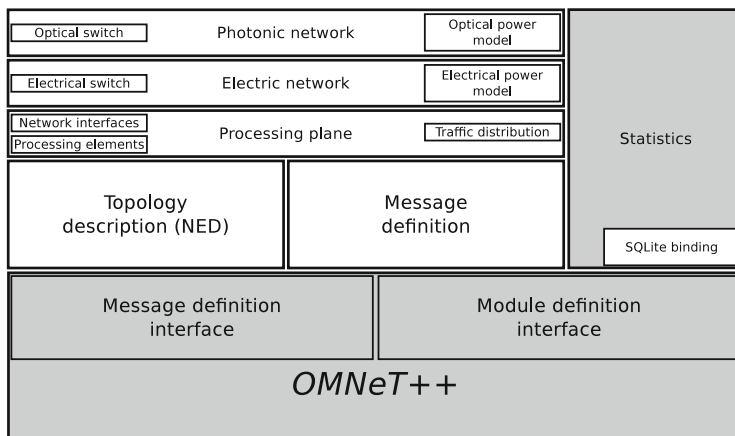 Optical switch
Photonic network
Optical power
model
Electrical switch
Electric network
Electrical power
model
Network interfaces
Processing elements
Processing plane
Traffic distribution
Statistics
SQLite binding
Topology
description (NED)
Message
definition
Message definition
interface
Module definition
interface
OMNeT++